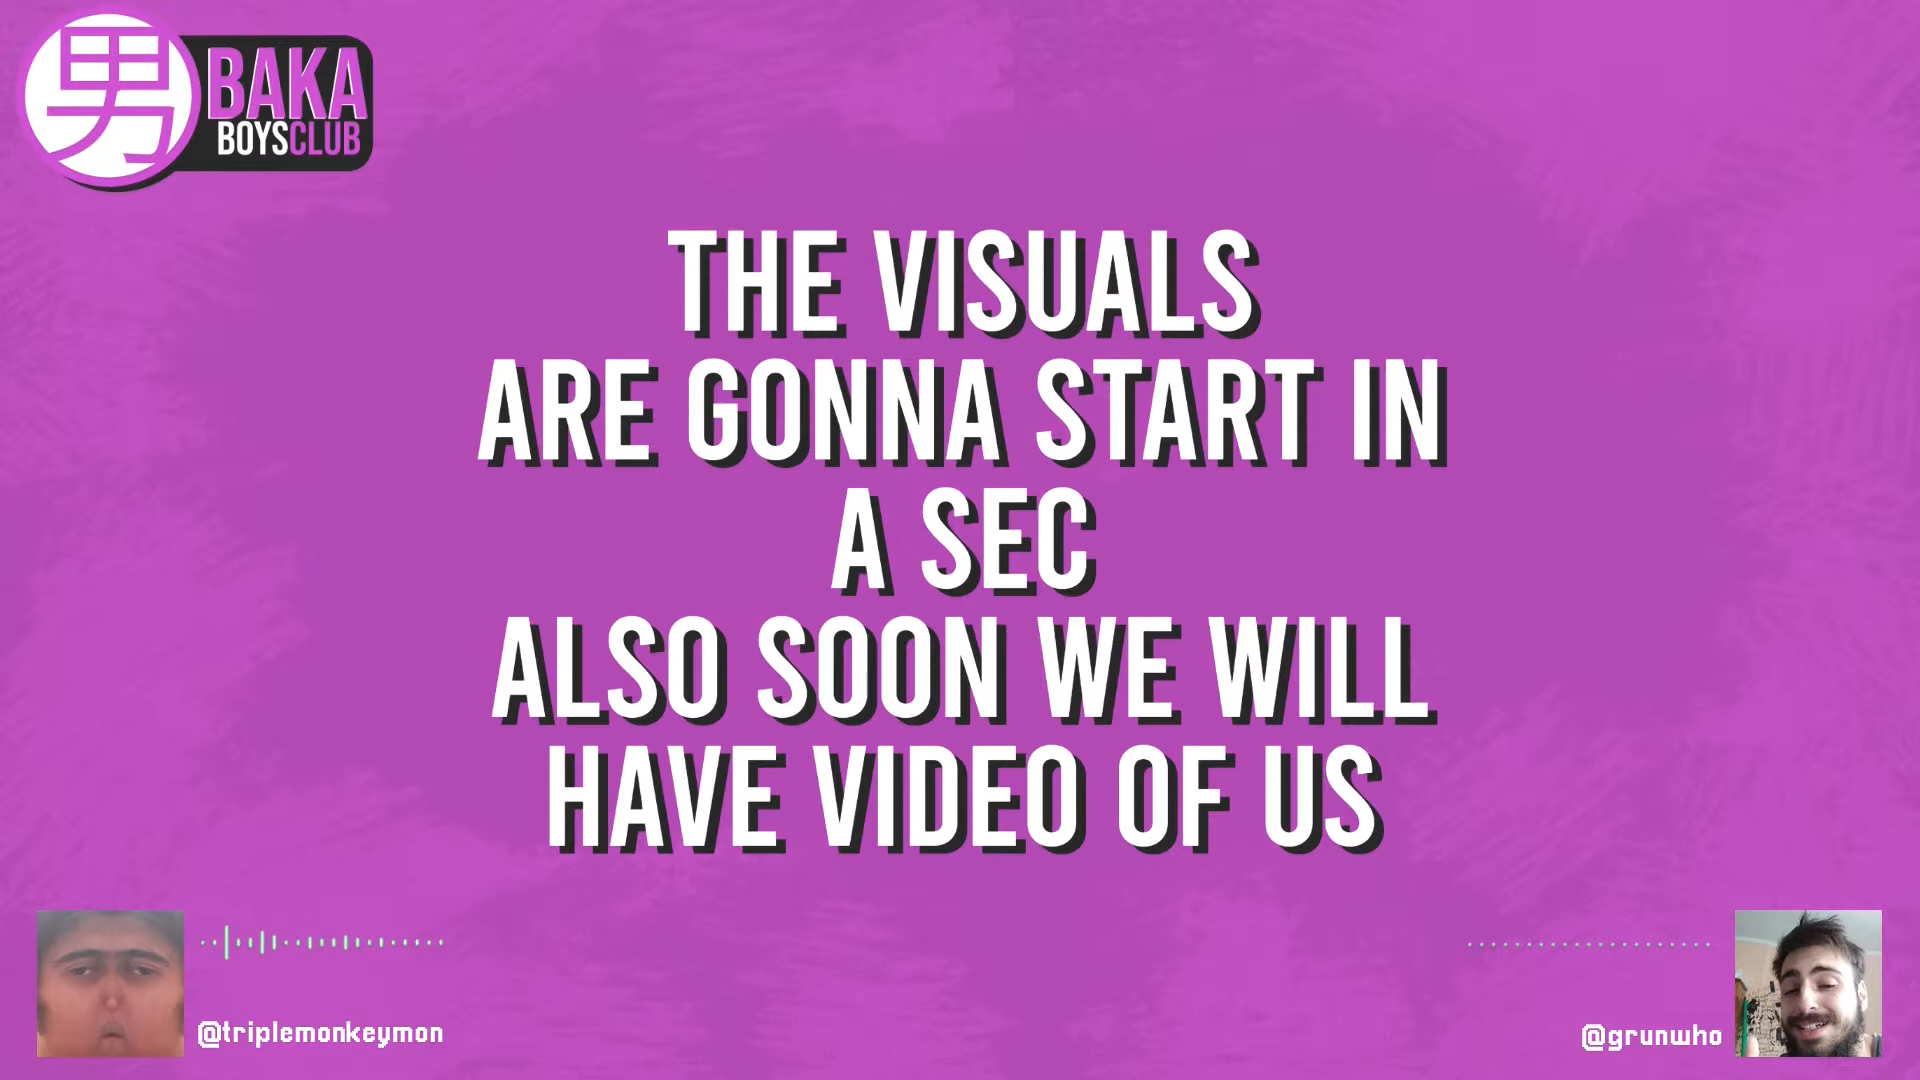 男
BAKA
BOYSCLUB
THE VISUALS
ARE GONNA START IN
A SEC
ALSO SOON WE WILL
HAVE VIDEO OF US
@triplemonkeymon
@grunwho